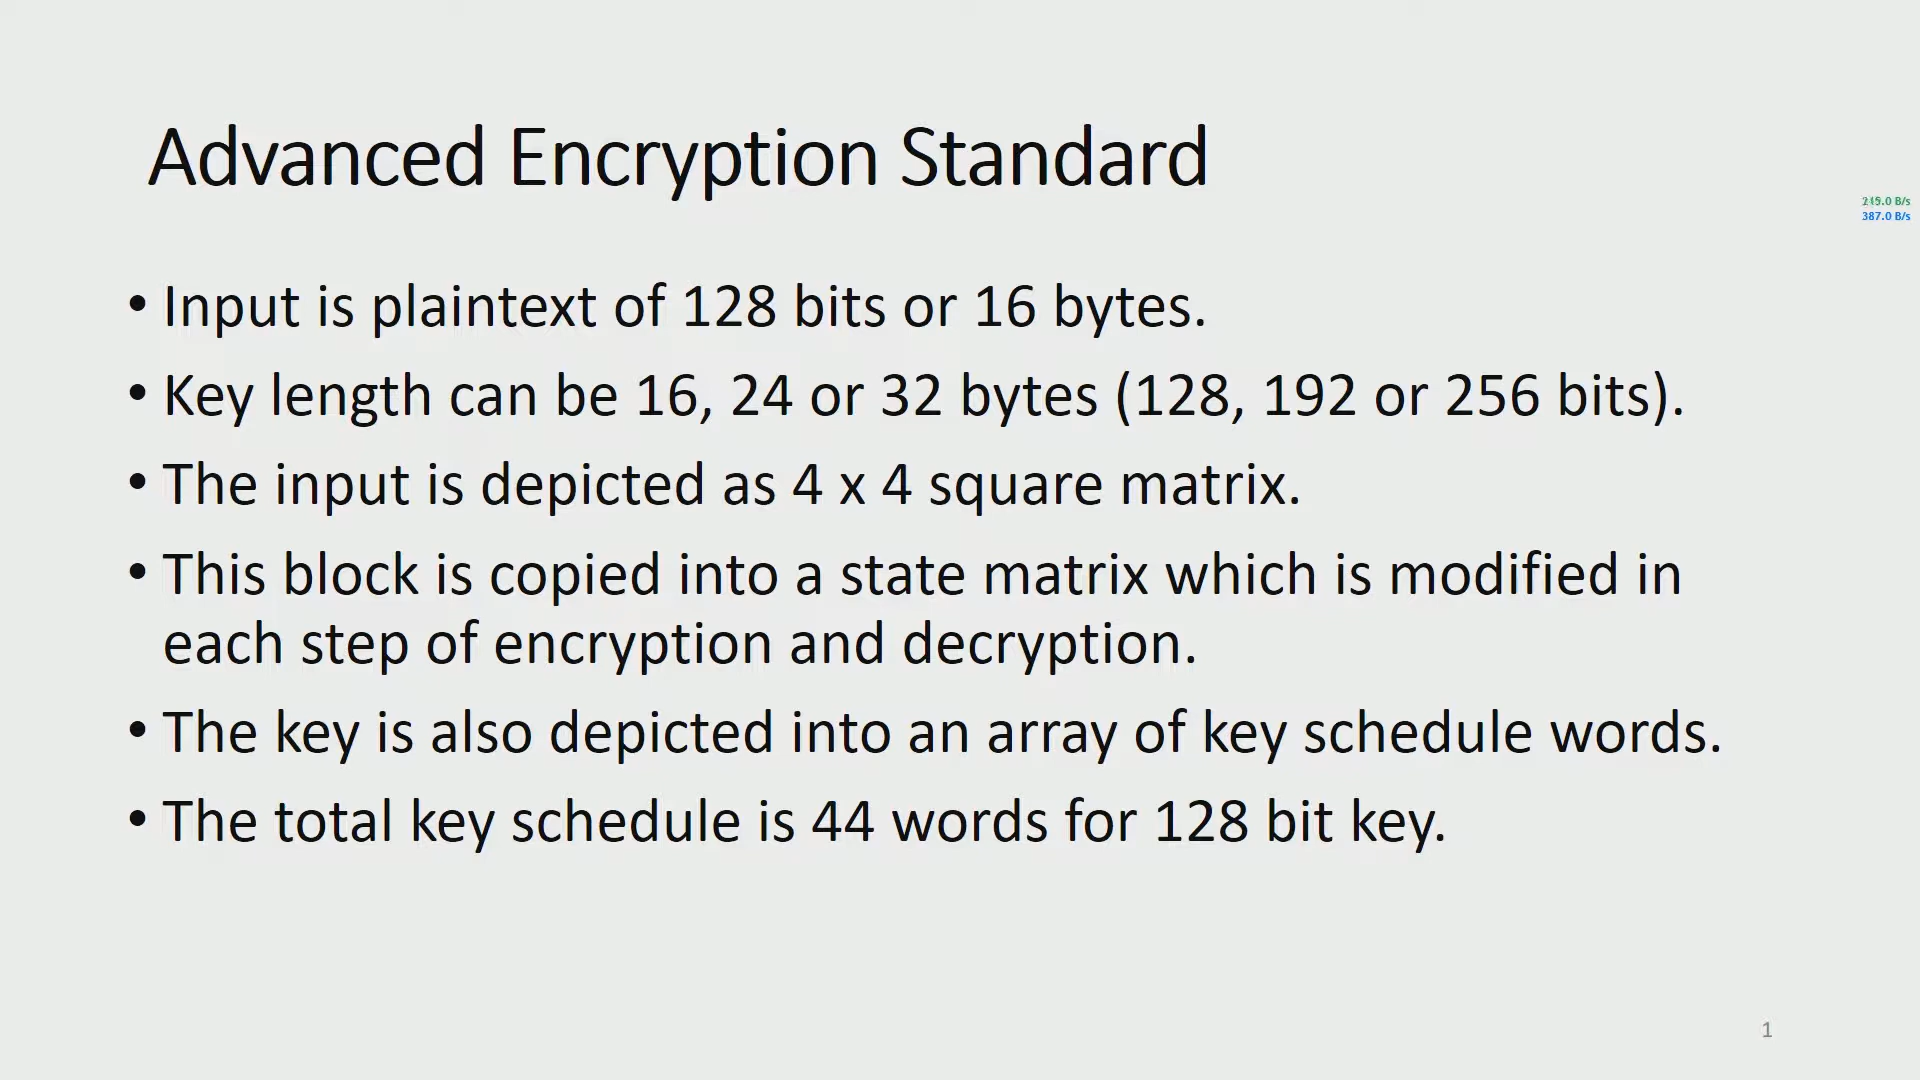 Advanced Encryption Standard
• Input is plaintext of 128 bits or 16 bytes.
• Key length can be 16, 24 or 32 bytes (128, 192 or 256 bits).
• The input is depicted as 4 x 4 square matrix.
• This block is copied into a state matrix which is modified in
each step of encryption and decryption.
• The key is also depicted into an array of key schedule words.
• The total key schedule is 44 words for 128 bit key.
B/s
387.0 B/s
1